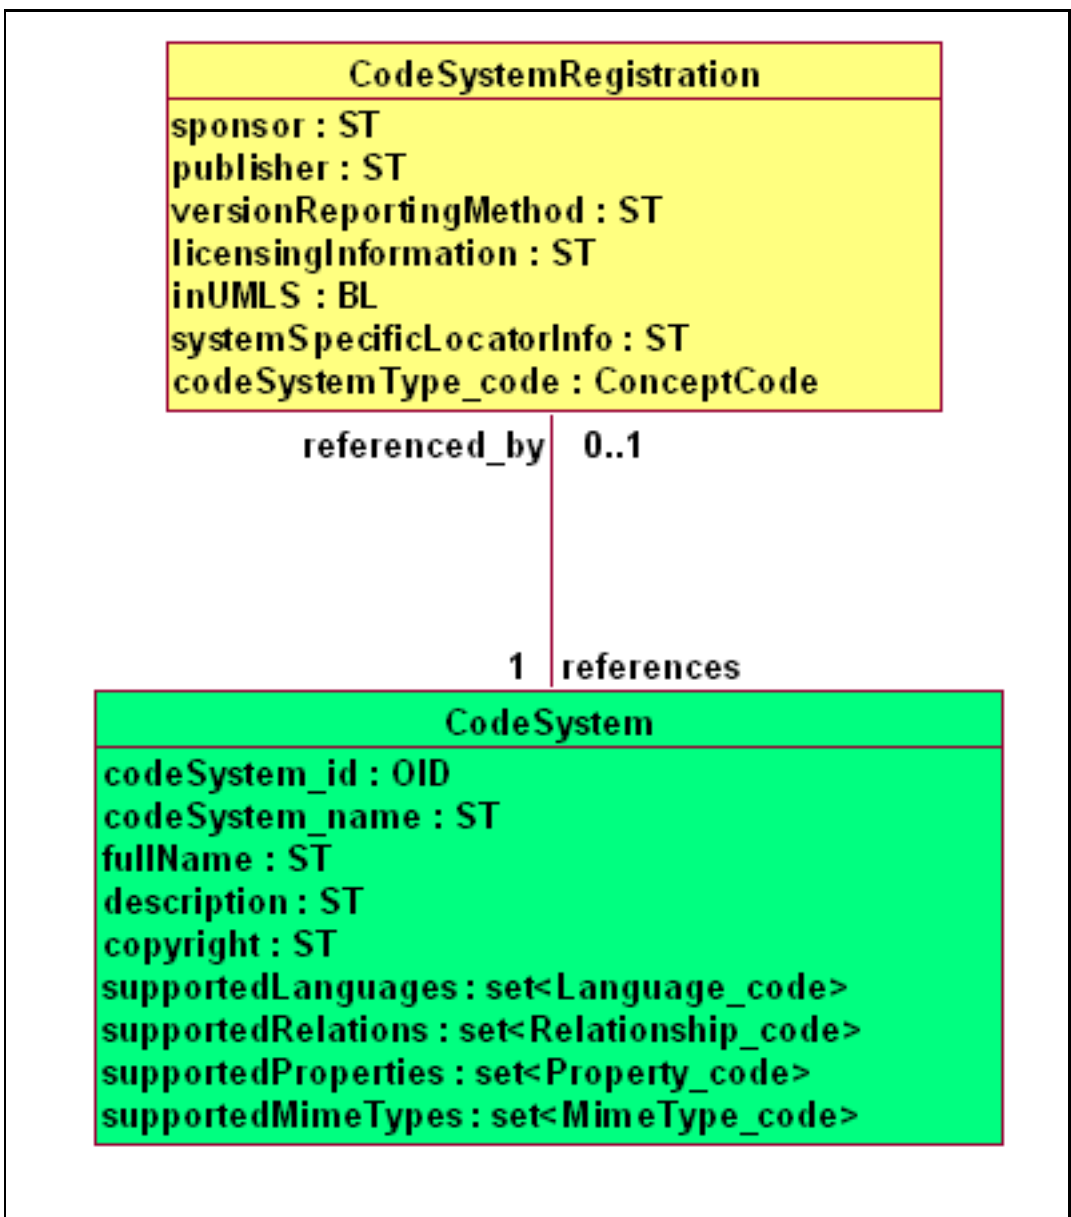 CodeSystemRegistration
sponsor : ST
publisher : ST
versionReportingMethod : ST
licensingInformation : ST
inUMLS : BL
systemSpecificLocatorInfo : ST
codeSystemType_code : ConceptCode
referenced_by 0..1
1 references
CodeSystem
codeSystem_id : OID
codeSystem_name : ST
fullName : ST
description : ST
copyright : ST
supportedLanguages : set<Language_code>
supportedRelations : set<Relationship_code>
supportedProperties : set<Property_code>
supportedMimeTypes : set<MimeType_code>